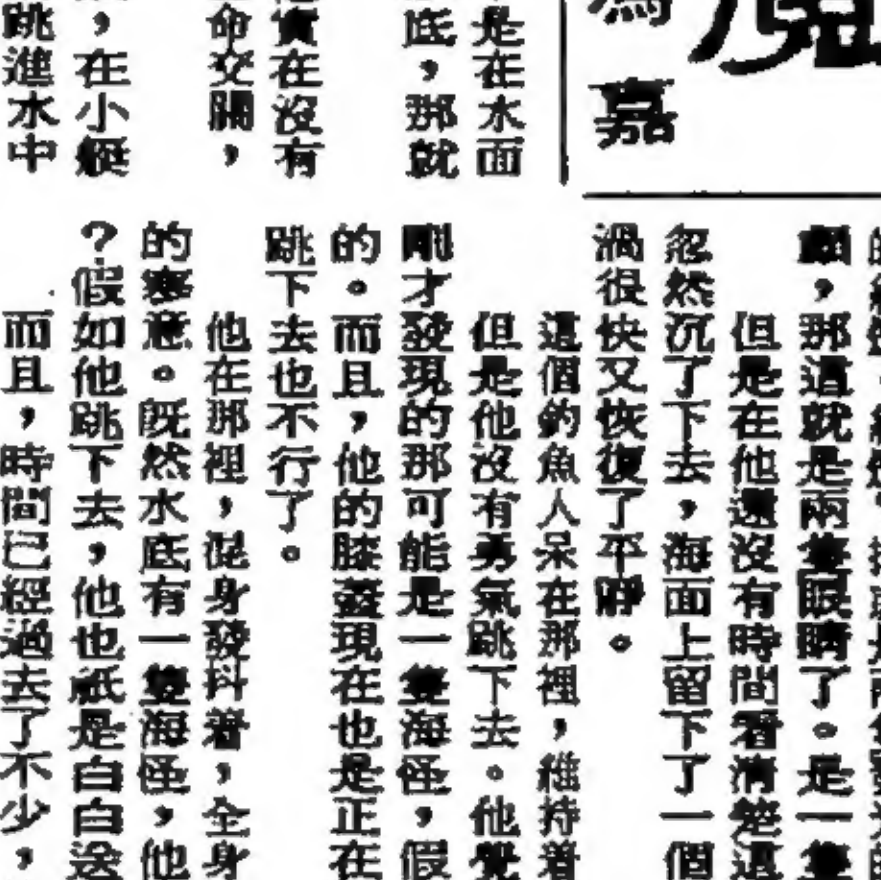 嘉
是在水面
底，那就
實在沒有
命交關，
，在小艇
跳進水中
，那這就是兩隻眼睛了。是一隻
但是在他還沒有時間看清楚這
忽然沉了下去，海面上留下了一個
渦很快又恢復了平靜。
這個釣魚人呆在那裡，維持着
但是他沒有勇氣跳下去。他覺
剛才發現的那可能是一隻海怪，假
的。而且，他的膝蓋現在也是正在
跳下去也不行了。
他在那裡，混身發抖着，全身
的寒意。既然水底有一隻海怪，他
？假如他跳下去，他也祇是白白送
而且，時間已經過去了不少，